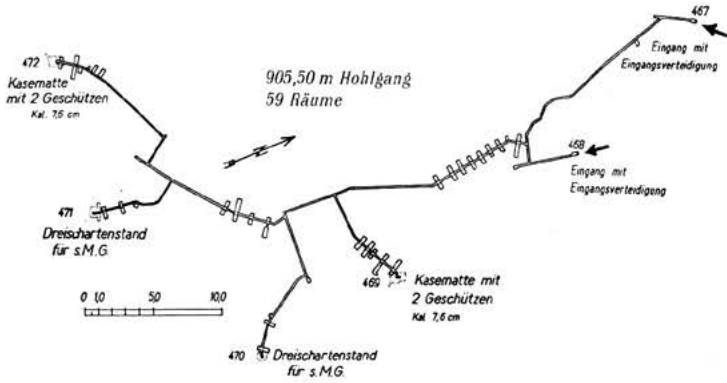 467
Eingang mit
Eingangsverteidigung
472
Kasematte
mit 2 Geschützen
Kal. 7,6 cm
905,50 m Hohlgang
59 Räume
468
Eingang mit
Eingangsverteidigung
471
Dreischartenstand
für s.M.G.
469
Kasematte mit
2 Geschützen
Kal. 7,6 cm
0 1,0 5,0 10,0
470
Dreischartenstand
für s.M.G.